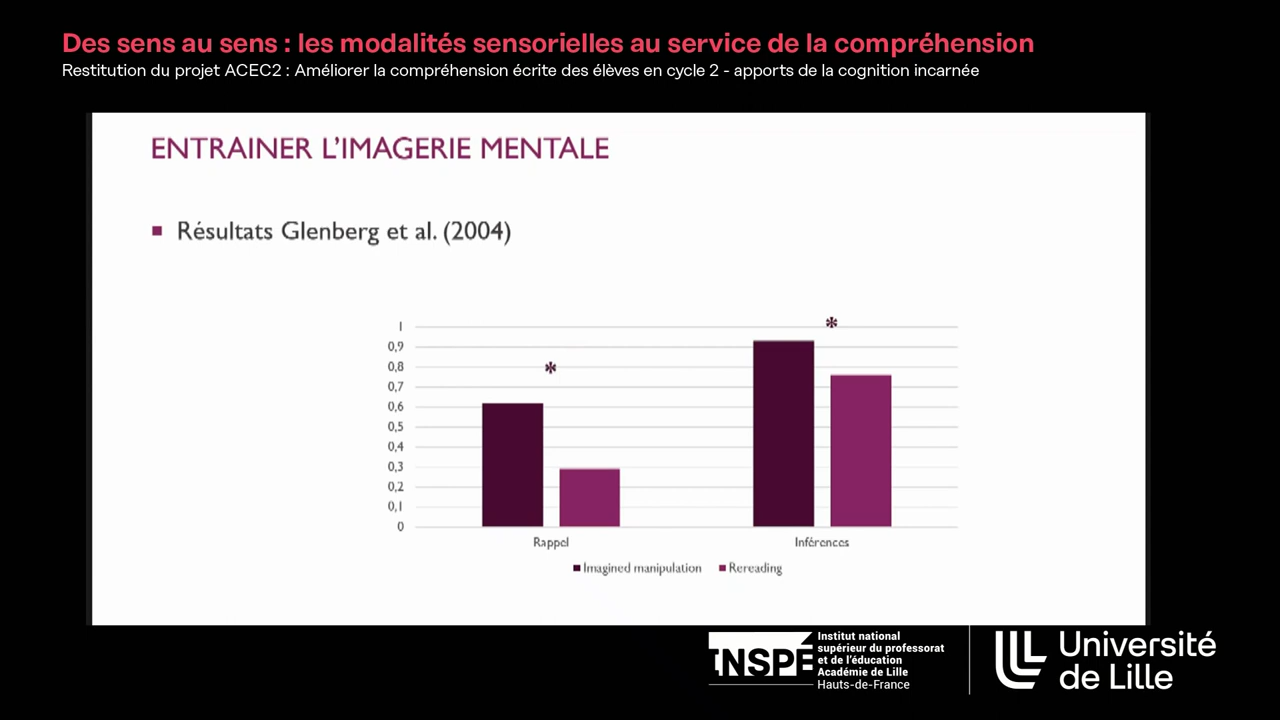 Des sens au sens : les modalités sensorielles au service de la compréhension
Restitution du projet ACEC2 : Améliorer la compréhension écrite des élèves en cycle 2 - apports de la cognition incarnée
ENTRAINER L'IMAGERIE MENTALE
Résultats Glenberg et al. (2004)
1
0,9
0,8
0,7
0,6
0,5
0,4
0,3
0,2
0,1
0
*
*
Rappel
Inférences
Imagined manipulation
Rereading
INSPÉ
Institut national
supérieur du professorat
et de l'éducation
Académie de Lille
Hauts-de-France
Université
de Lille